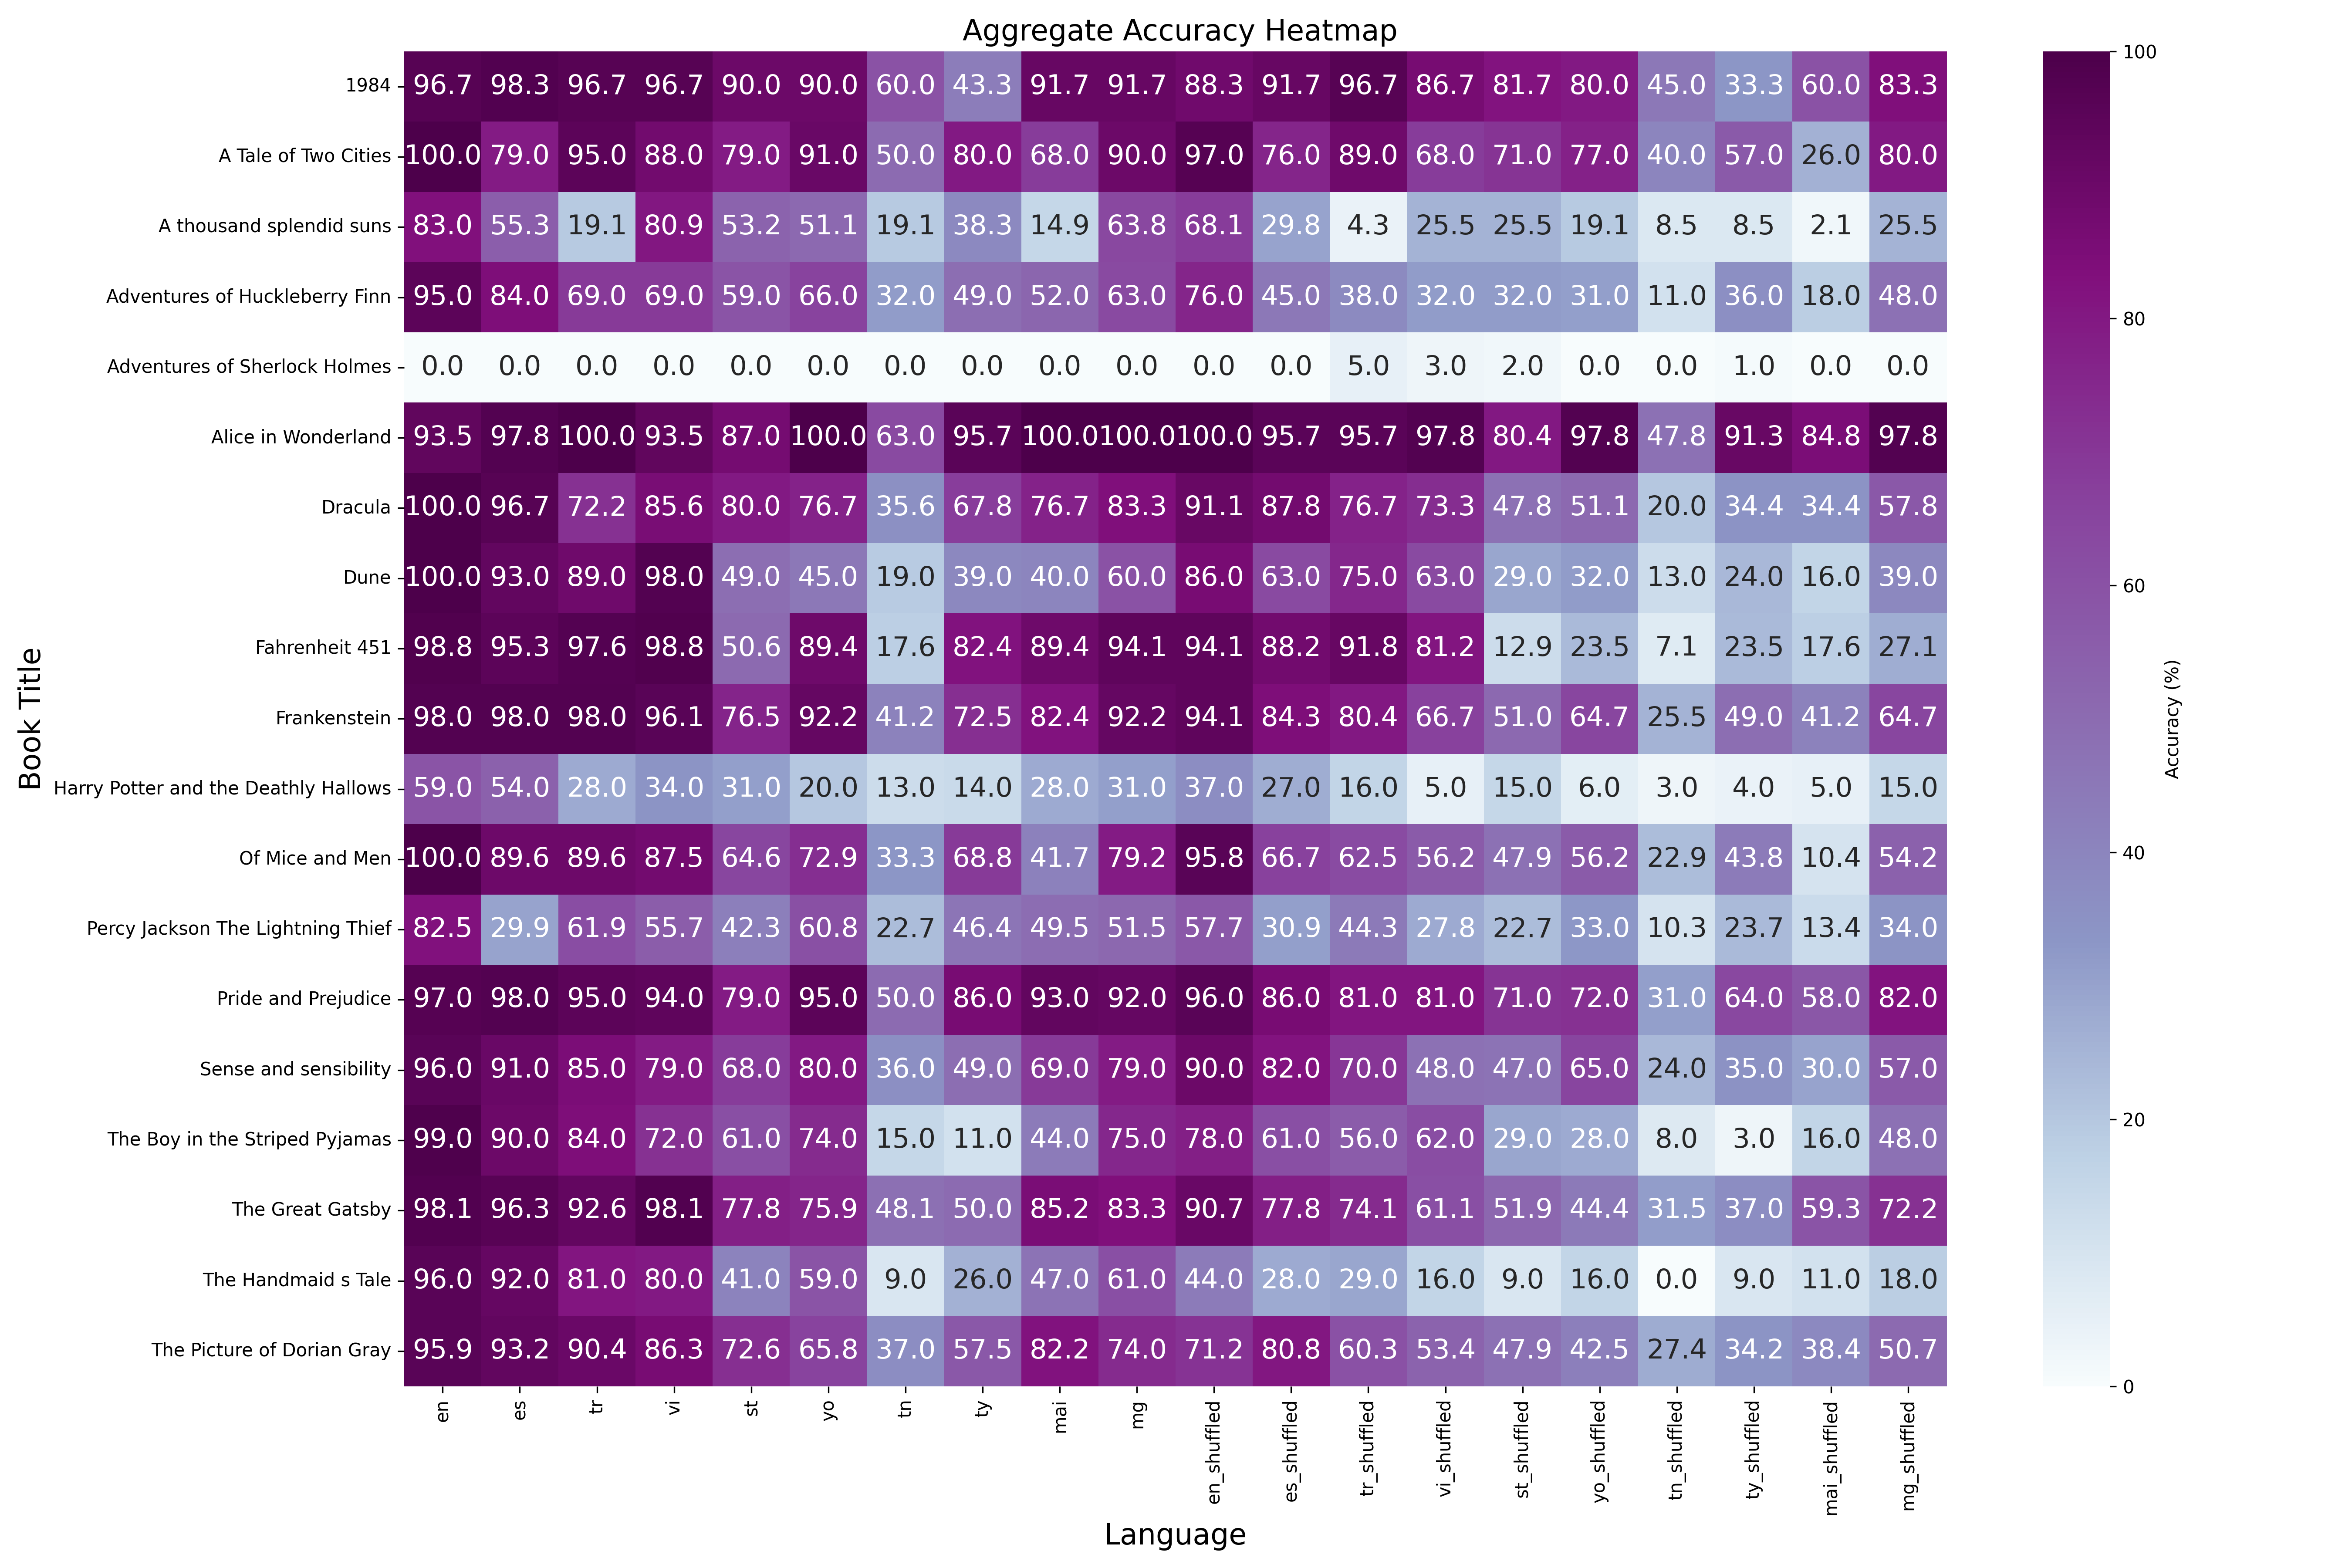 Aggregate Accuracy Heatmap
Book Title
1984 96.7 98.3 96.7 96.7 90.0 90.0 60.0 43.3 91.7 91.7 88.3 91.7 96.7 86.7 81.7 80.0 45.0 33.3 60.0 83.3
A Tale of Two Cities 100.0 79.0 95.0 88.0 79.0 91.0 50.0 80.0 68.0 90.0 97.0 76.0 89.0 68.0 71.0 77.0 40.0 57.0 26.0 80.0
A thousand splendid suns 83.0 55.3 19.1 80.9 53.2 51.1 19.1 38.3 14.9 63.8 68.1 29.8 4.3 25.5 25.5 19.1 8.5 8.5 2.1 25.5
Adventures of Huckleberry Finn 95.0 84.0 69.0 69.0 59.0 66.0 32.0 49.0 52.0 63.0 76.0 45.0 38.0 32.0 32.0 31.0 11.0 36.0 18.0 48.0
Adventures of Sherlock Holmes 0.0 0.0 0.0 0.0 0.0 0.0 0.0 0.0 0.0 0.0 0.0 0.0 5.0 3.0 2.0 0.0 0.0 1.0 0.0 0.0
Alice in Wonderland 93.5 97.8 100.0 93.5 87.0 100.0 63.0 95.7 100.0 100.0 100.0 95.7 95.7 97.8 80.4 97.8 47.8 91.3 84.8 97.8
Dracula 100.0 96.7 72.2 85.6 80.0 76.7 35.6 67.8 76.7 83.3 91.1 87.8 76.7 73.3 47.8 51.1 20.0 34.4 34.4 57.8
Dune 100.0 93.0 89.0 98.0 49.0 45.0 19.0 39.0 40.0 60.0 86.0 63.0 75.0 63.0 29.0 32.0 13.0 24.0 16.0 39.0
Fahrenheit 451 98.8 95.3 97.6 98.8 50.6 89.4 17.6 82.4 89.4 94.1 94.1 88.2 91.8 81.2 12.9 23.5 7.1 23.5 17.6 27.1
Frankenstein 98.0 98.0 98.0 96.1 76.5 92.2 41.2 72.5 82.4 92.2 94.1 84.3 80.4 66.7 51.0 64.7 25.5 49.0 41.2 64.7
Harry Potter and the Deathly Hallows 59.0 54.0 28.0 34.0 31.0 20.0 13.0 14.0 28.0 31.0 37.0 27.0 16.0 5.0 15.0 6.0 3.0 4.0 5.0 15.0
Of Mice and Men 100.0 89.6 89.6 87.5 64.6 72.9 33.3 68.8 41.7 79.2 95.8 66.7 62.5 56.2 47.9 56.2 22.9 43.8 10.4 54.2
Percy Jackson The Lightning Thief 82.5 29.9 61.9 55.7 42.3 60.8 22.7 46.4 49.5 51.5 57.7 30.9 44.3 27.8 22.7 33.0 10.3 23.7 13.4 34.0
Pride and Prejudice 97.0 98.0 95.0 94.0 79.0 95.0 50.0 86.0 93.0 92.0 96.0 86.0 81.0 81.0 71.0 72.0 31.0 64.0 58.0 82.0
Sense and sensibility 96.0 91.0 85.0 79.0 68.0 80.0 36.0 49.0 69.0 79.0 90.0 82.0 70.0 48.0 47.0 65.0 24.0 35.0 30.0 57.0
The Boy in the Striped Pyjamas 99.0 90.0 84.0 72.0 61.0 74.0 15.0 11.0 44.0 75.0 78.0 61.0 56.0 62.0 29.0 28.0 8.0 3.0 16.0 48.0
The Great Gatsby 98.1 96.3 92.6 98.1 77.8 75.9 48.1 50.0 85.2 83.3 90.7 77.8 74.1 61.1 51.9 44.4 31.5 37.0 59.3 72.2
The Handmaid s Tale 96.0 92.0 81.0 80.0 41.0 59.0 9.0 26.0 47.0 61.0 44.0 28.0 29.0 16.0 9.0 16.0 0.0 9.0 11.0 18.0
The Picture of Dorian Gray 95.9 93.2 90.4 86.3 72.6 65.8 37.0 57.5 82.2 74.0 71.2 80.8 60.3 53.4 47.9 42.5 27.4 34.2 38.4 50.7
en es tr vi st yo tn ty mai mg en_shuffled es_shuffled tr_shuffled vi_shuffled st_shuffled yo_shuffled tn_shuffled ty_shuffled mai_shuffled mg_shuffled
Language
100
80
60
40
20
0
Accuracy (%)